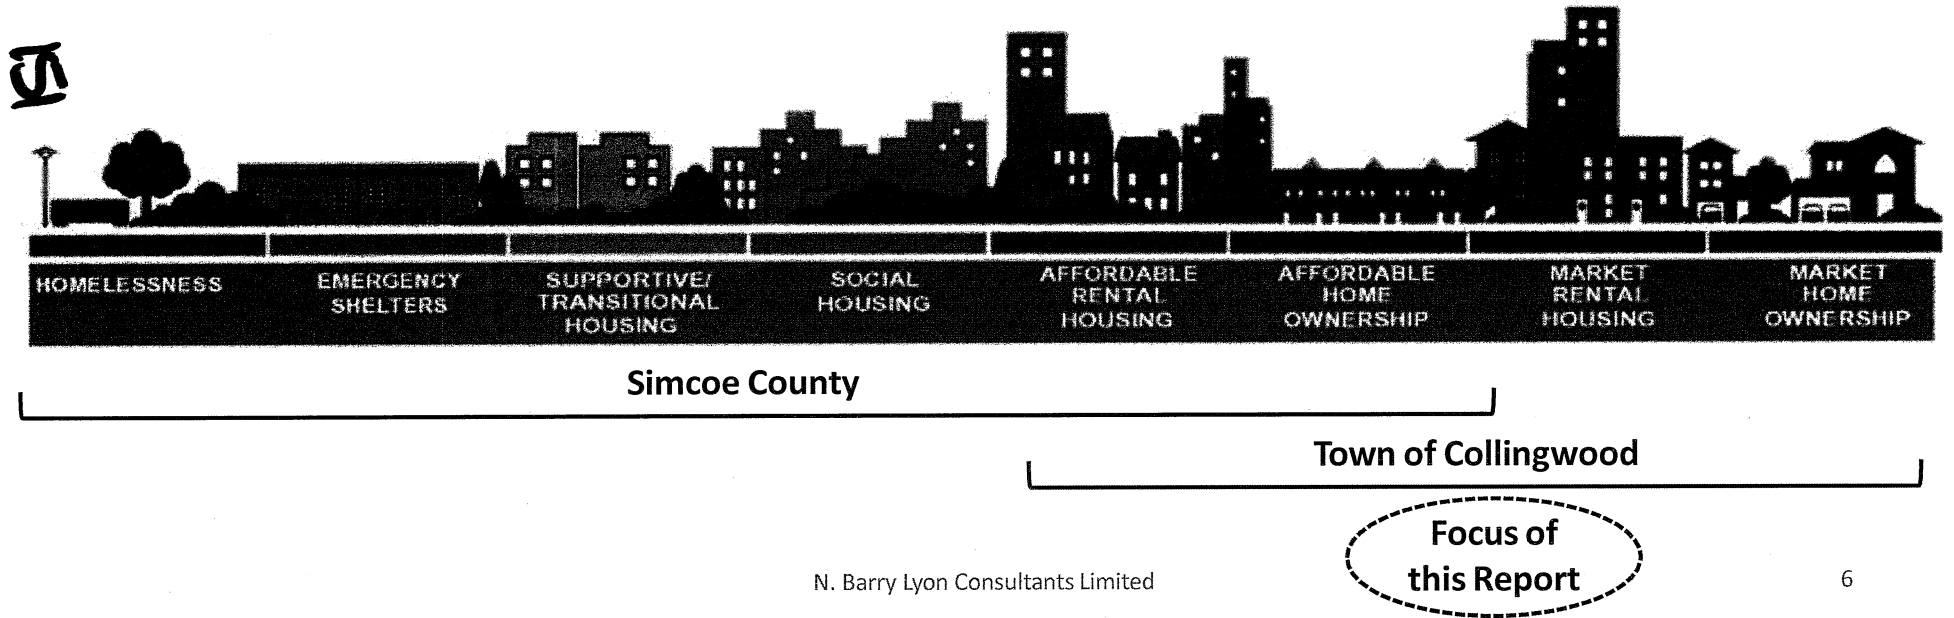 HOMELESSNESS
EMERGENCY
SHELTERS
SUPPORTIVE/
TRANSITIONAL
HOUSING
SOCIAL
HOUSING
AFFORDABLE
RENTAL
HOUSING
AFFORDABLE
HOME
OWNERSHIP
MARKET
RENTAL
HOUSING
MARKET
HOME
OWNERSHIP
Simcoe County
Town of Collingwood
Focus of
this Report
N. Barry Lyon Consultants Limited
6